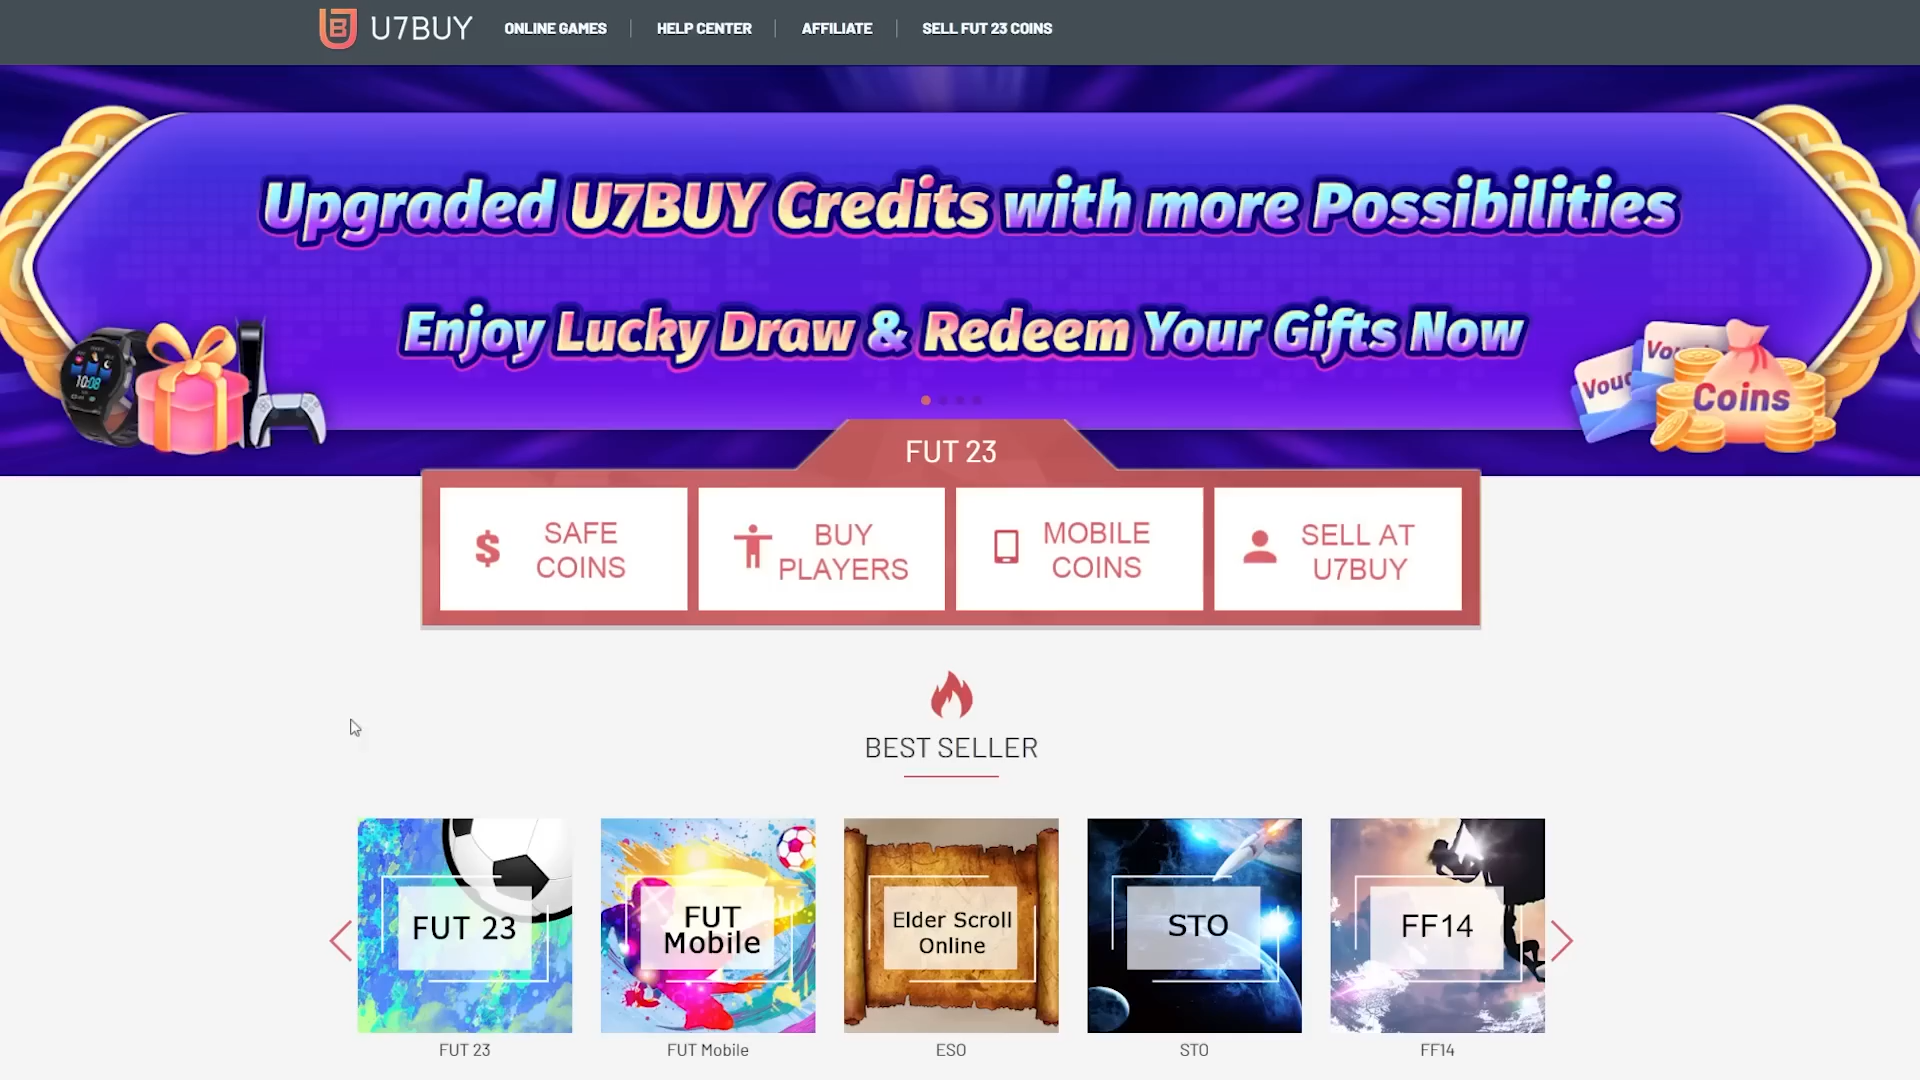 U7BUY
ONLINE GAMES
HELP CENTER
AFFILIATE
SELL FUT 23 COINS
Upgraded U7BUY Credits with more Possibilities
Enjoy Lucky Draw & Redeem Your Gifts Now
10:08
Coins
FUT 23
SAFE
COINS
BUY
PLAYERS
MOBILE
COINS
SELL AT
U7BUY
BEST SELLER
FUT 23
FUT
Mobile
Elder Scroll
Online
STO
FF14
FUT 23
FUT Mobile
ESO
STO
FF14